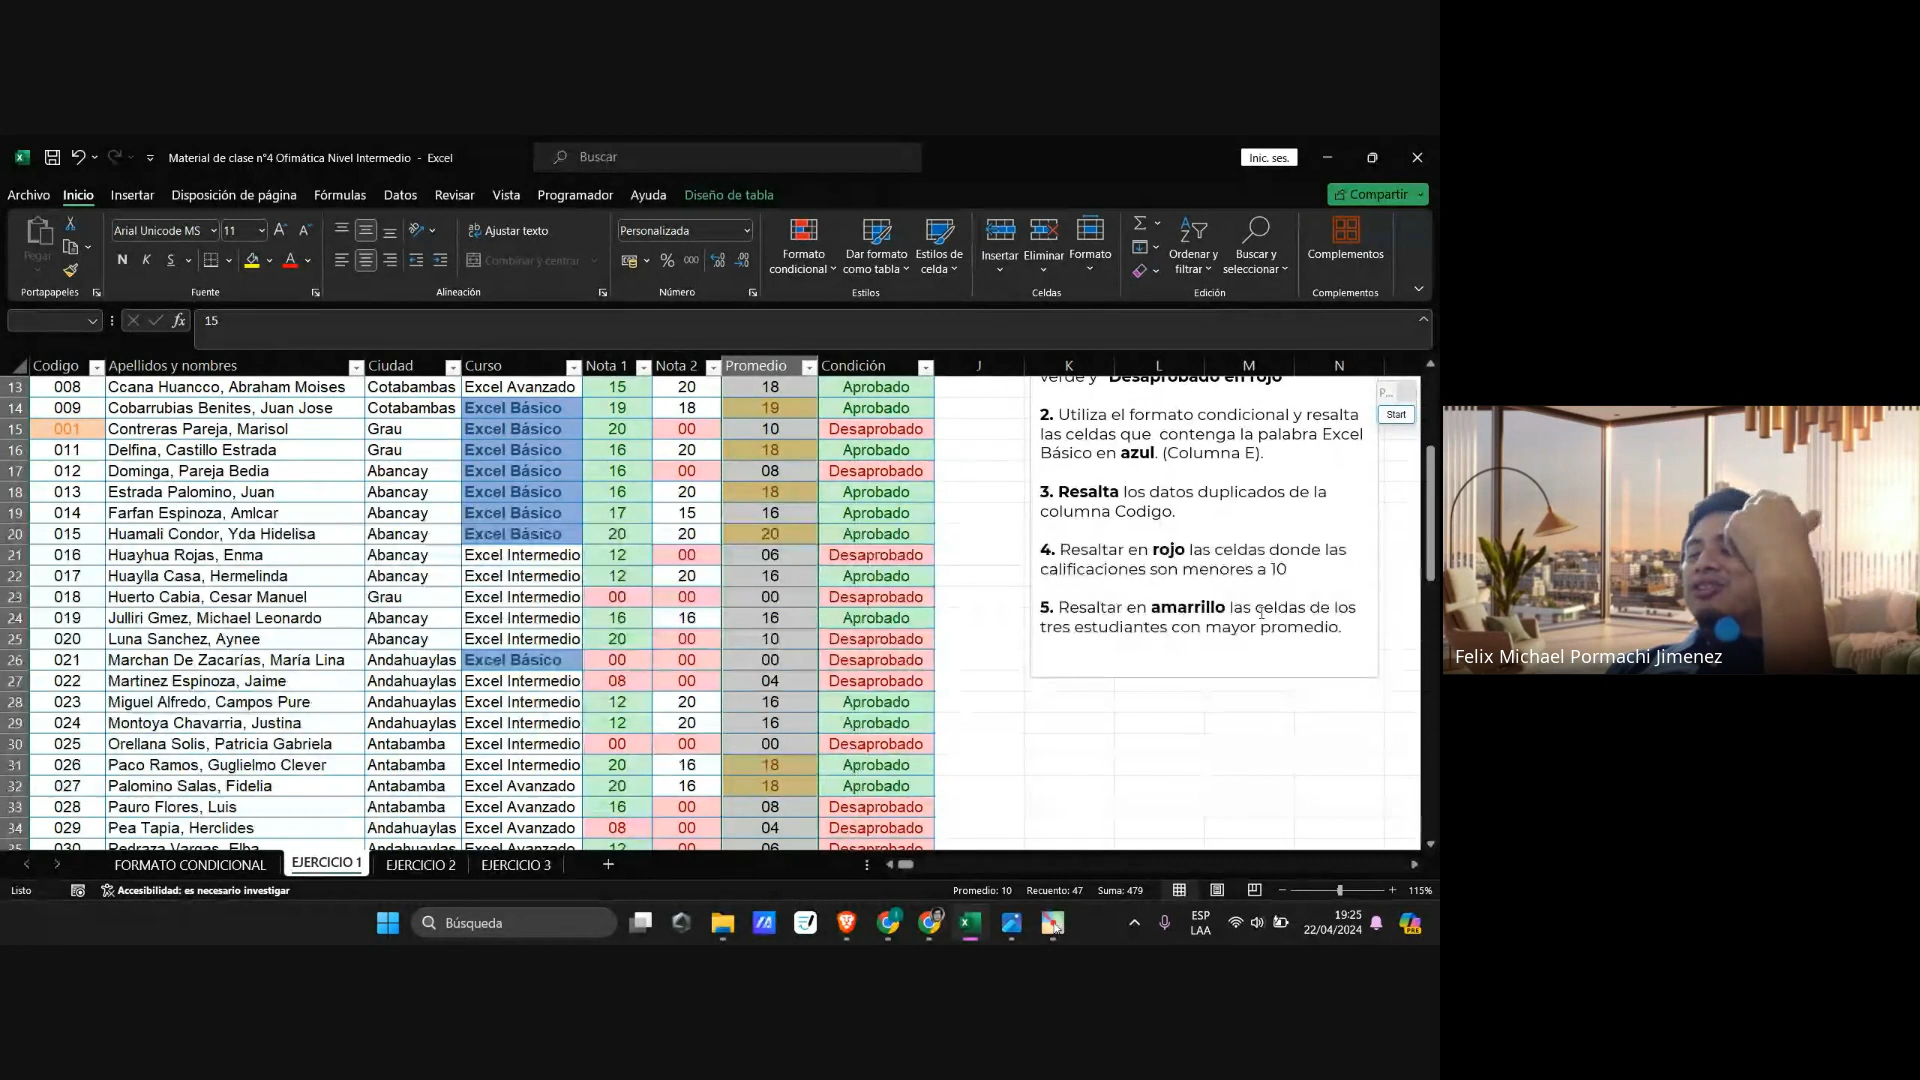 Material de clase n°4 Ofimática Nivel Intermedio - Excel
Buscar
Inic. ses.
Archivo Inicio Insertar Disposición de página Fórmulas Datos Revisar Vista Programador Ayuda Diseño de tabla
Compartir
Pegar
Arial Unicode MS 11
Ajustar texto
Combinar y centrar
Personalizada
Formato condicional
Dar formato como tabla
Estilos de celda
Insertar
Eliminar
Formato
Ordenar y filtrar
Buscar y seleccionar
Complementos
Portapapeles Fuente Alineación Número Estilos Celdas Edición Complementos
fx 15
Codigo Apellidos y nombres Ciudad Curso Nota 1 Nota 2 Promedio Condición J K L M N
13 008 Ccana Huancco, Abraham Moises Cotabambas Excel Avanzado 15 20 18 Aprobado
14 009 Cobarrubias Benites, Juan Jose Cotabambas Excel Básico 19 18 19 Aprobado
15 001 Contreras Pareja, Marisol Grau Excel Básico 20 00 10 Desaprobado
16 011 Delfina, Castillo Estrada Grau Excel Básico 16 20 18 Aprobado
17 012 Dominga, Pareja Bedia Abancay Excel Básico 16 00 08 Desaprobado
18 013 Estrada Palomino, Juan Abancay Excel Básico 16 20 18 Aprobado
19 014 Farfan Espinoza, Amlcar Abancay Excel Básico 17 15 16 Aprobado
20 015 Huamali Condor, Yda Hidelisa Abancay Excel Básico 20 20 20 Aprobado
21 016 Huayhua Rojas, Enma Abancay Excel Intermedio 12 00 06 Desaprobado
22 017 Huaylla Casa, Hermelinda Abancay Excel Intermedio 12 20 16 Aprobado
23 018 Huerto Cabia, Cesar Manuel Grau Excel Intermedio 00 00 00 Desaprobado
24 019 Julliri Gmez, Michael Leonardo Abancay Excel Intermedio 16 16 16 Aprobado
25 020 Luna Sanchez, Aynee Abancay Excel Intermedio 20 00 10 Desaprobado
26 021 Marchan De Zacarías, María Lina Andahuaylas Excel Básico 00 00 00 Desaprobado
27 022 Martinez Espinoza, Jaime Andahuaylas Excel Intermedio 08 00 04 Desaprobado
28 023 Miguel Alfredo, Campos Pure Andahuaylas Excel Intermedio 12 20 16 Aprobado
29 024 Montoya Chavarria, Justina Andahuaylas Excel Intermedio 12 20 16 Aprobado
30 025 Orellana Solis, Patricia Gabriela Antabamba Excel Intermedio 00 00 00 Desaprobado
31 026 Paco Ramos, Guglielmo Clever Antabamba Excel Intermedio 20 16 18 Aprobado
32 027 Palomino Salas, Fidelia Antabamba Excel Avanzado 20 16 18 Aprobado
33 028 Pauro Flores, Luis Antabamba Excel Avanzado 16 00 08 Desaprobado
34 029 Pea Tapia, Herclides Andahuaylas Excel Avanzado 08 00 04 Desaprobado
35 030 Pedraza Vargas, Elba Andahuaylas Excel Avanzado 12 00 06 Desaprobado
verde y "Desaprobado en rojo
2. Utiliza el formato condicional y resalta
las celdas que contenga la palabra Excel
Básico en azul. (Columna E).
3. Resalta los datos duplicados de la
columna Codigo.
4. Resaltar en rojo las celdas donde las
calificaciones son menores a 10
5. Resaltar en amarrillo las celdas de los
tres estudiantes con mayor promedio.
P...
Start
Felix Michael Pormachi Jimenez
FORMATO CONDICIONAL EJERCICIO 1 EJERCICIO 2 EJERCICIO 3
Listo Accesibilidad: es necesario investigar Promedio: 10 Recuento: 47 Suma: 479 115%
Búsqueda
ESP
LAA
19:25
22/04/2024